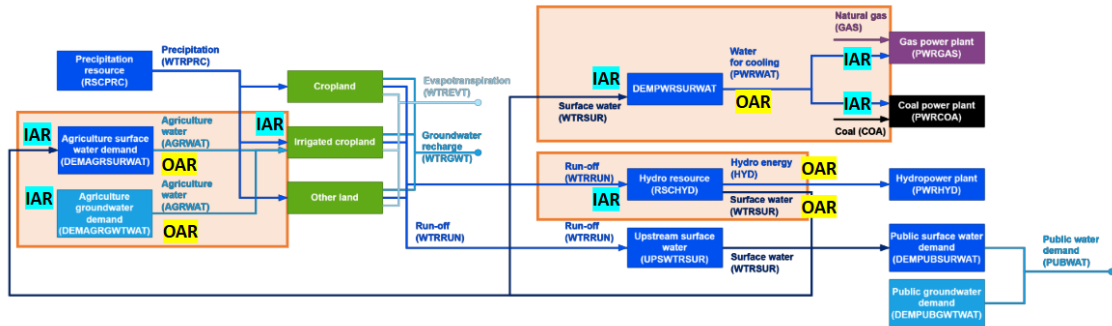 Precipitation
resource
(RSCPRC)
Precipitation
(WTRPRC)
IAR
Agriculture surface
water demand
(DEMAGRSURWAT)
Agriculture
water
(AGRWAT)
OAR
IAR
Agriculture
groundwater
demand
(DEMAGRGWTWAT)
Agriculture
water
(AGRWAT)
OAR
IAR
Cropland
Irrigated cropland
Other land
Evapotranspiration
(WTREVT)
Groundwater
recharge
(WTRGWT)
Run-off
(WTRRUN)
IAR
Surface water
(WTRSUR)
DEMPWRSURWAT
Water
for cooling
(PWRWAT)
OAR
Natural gas
(GAS)
IAR
IAR
Coal (COA)
Gas power plant
(PWRGAS)
Coal power plant
(PWRCOA)
Run-off
(WTRRUN)
IAR
Hydro resource
(RSCHYD)
Hydro energy
(HYD)
OAR
Surface water
(WTRSUR)
OAR
Hydropower plant
(PWRHYD)
Run-off
(WTRRUN)
Upstream surface
water
(UPSWTRSUR)
Surface water
(WTRSUR)
Public surface water
demand
(DEMPUBSURWAT)
Public groundwater
demand
(DEMPUBGWTWAT)
Public water
demand
(PUBWAT)